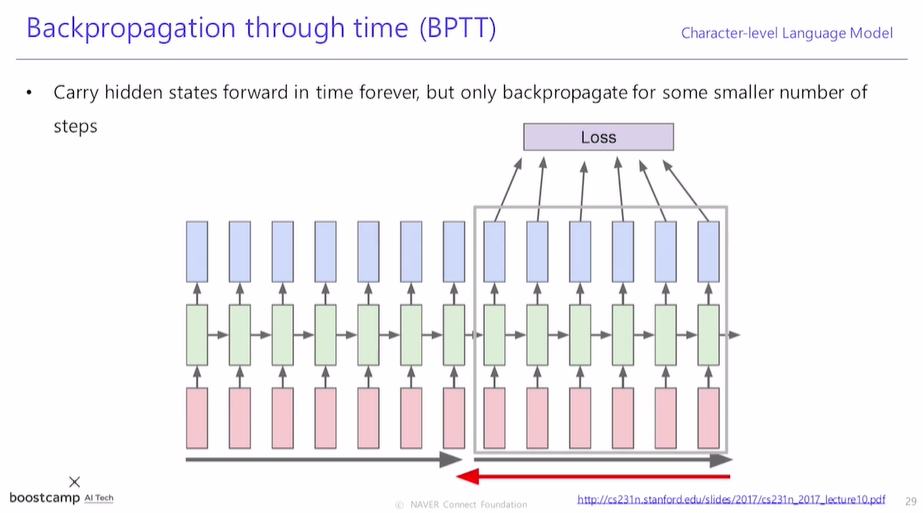 Backpropagation through time (BPTT)
Character-level Language Model
• Carry hidden states forward in time forever, but only backpropagate for some smaller number of
steps
Loss
boostcamp AI Tech
ⓒ NAVER Connect Foundation
http://cs231n.stanford.edu/slides/2017/cs231n_2017_lecture10.pdf
29